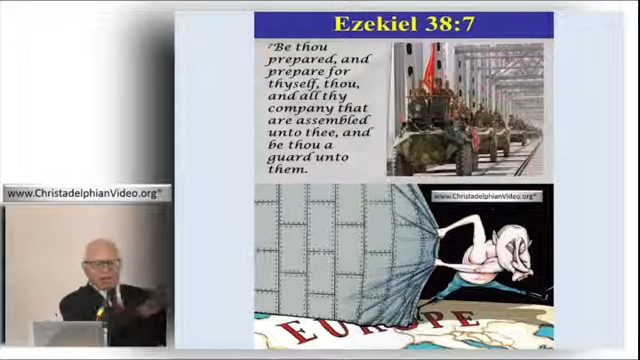 Ezekiel 38:7
7Be thou
prepared, and
prepare for
thyself, thou,
and all thy
company that
are assembled
unto thee, and
be thou a
guard unto
them.
www.ChristadelphianVideo.org®
www.ChristadelphianVideo.org®
EUROPE